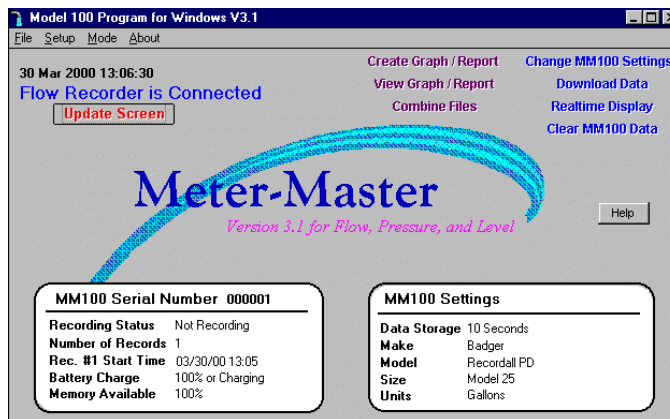 Model 100 Program for Windows V3.1
File Setup Mode About
30 Mar 2000 13:06:30
Flow Recorder is Connected
Update Screen
Create Graph / Report
View Graph / Report
Combine Files
Change MM100 Settings
Download Data
Realtime Display
Clear MM100 Data
Meter-Master
Version 3.1 for Flow, Pressure, and Level
Help
MM100 Serial Number 000001
Recording Status Not Recording
Number of Records 1
Rec. #1 Start Time 03/30/00 13:05
Battery Charge 100% or Charging
Memory Available 100%
MM100 Settings
Data Storage 10 Seconds
Make Badger
Model Recordall PD
Size Model 25
Units Gallons